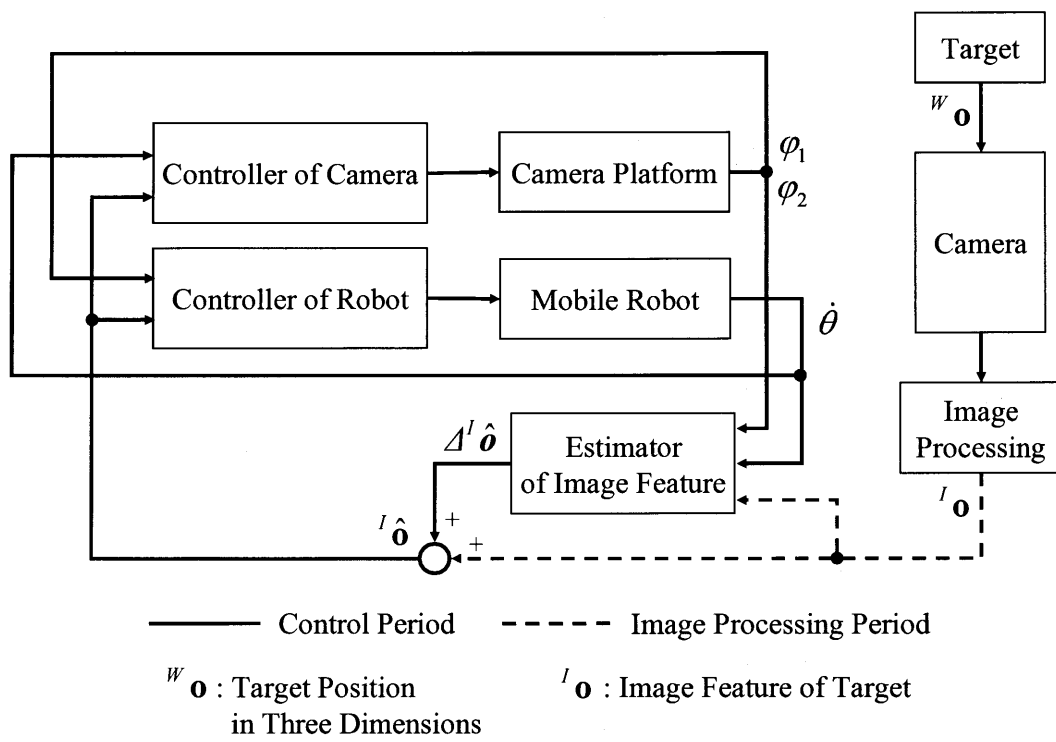 Target
W o
Controller of Camera
Camera Platform
φ1
φ2
Camera
Controller of Robot
Mobile Robot
θ̇
Estimator
of Image Feature
Δ I ô
Image
Processing
I o
+
+
I ô
Control Period
Image Processing Period
W o : Target Position
in Three Dimensions
I o : Image Feature of Target